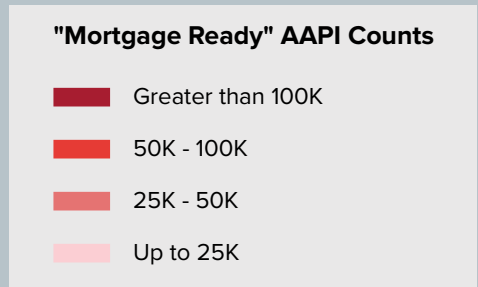 "Mortgage Ready" AAPI Counts
Greater than 100K
50K - 100K
25K - 50K
Up to 25K